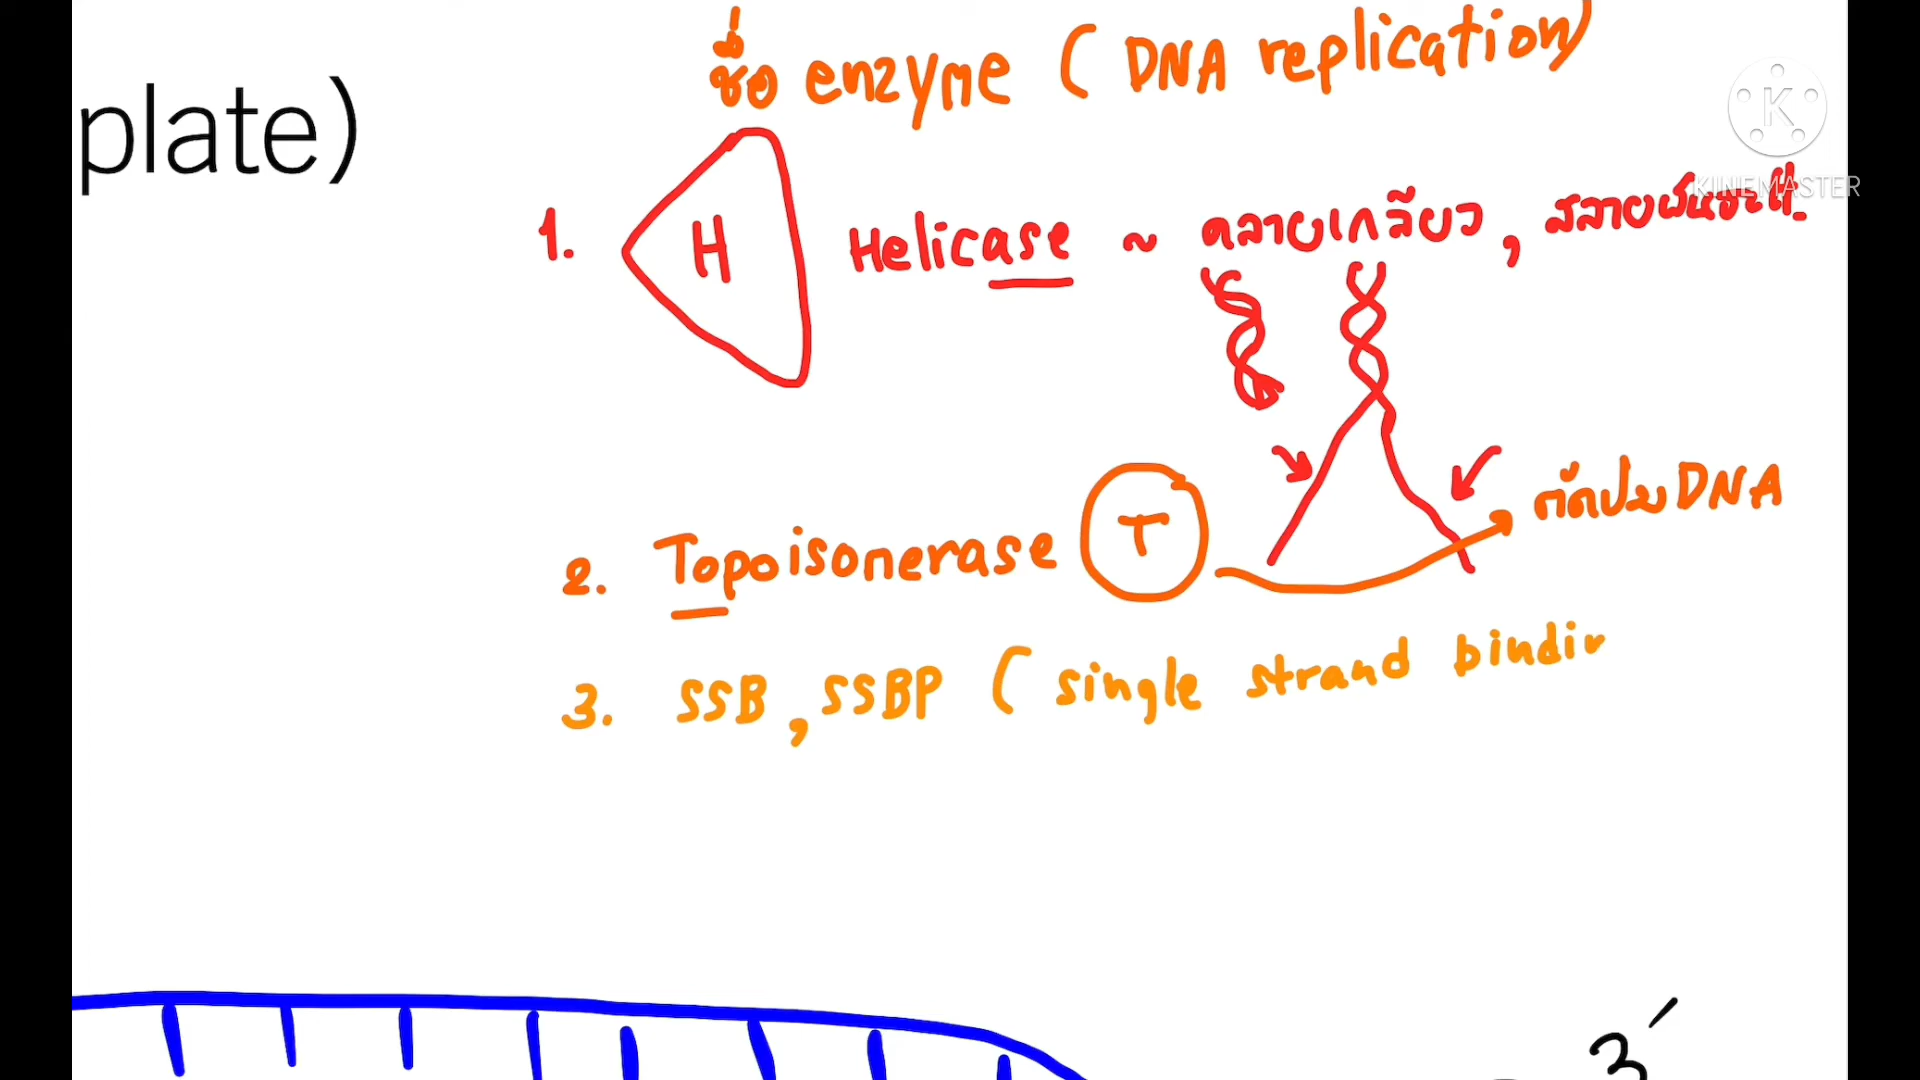 ชื่อ enzyme ( DNA replication)
plate)
KINEMASTER
1. H Helicase ~ คลายเกลียว, สลายพันธะ H.
2. Topoisonerase T ตัดปม DNA
3. SSB, SSBP ( single strand bindin
3'